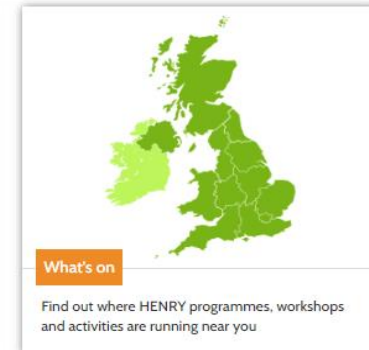 What's on
Find out where HENRY programmes, workshops
and activities are running near you